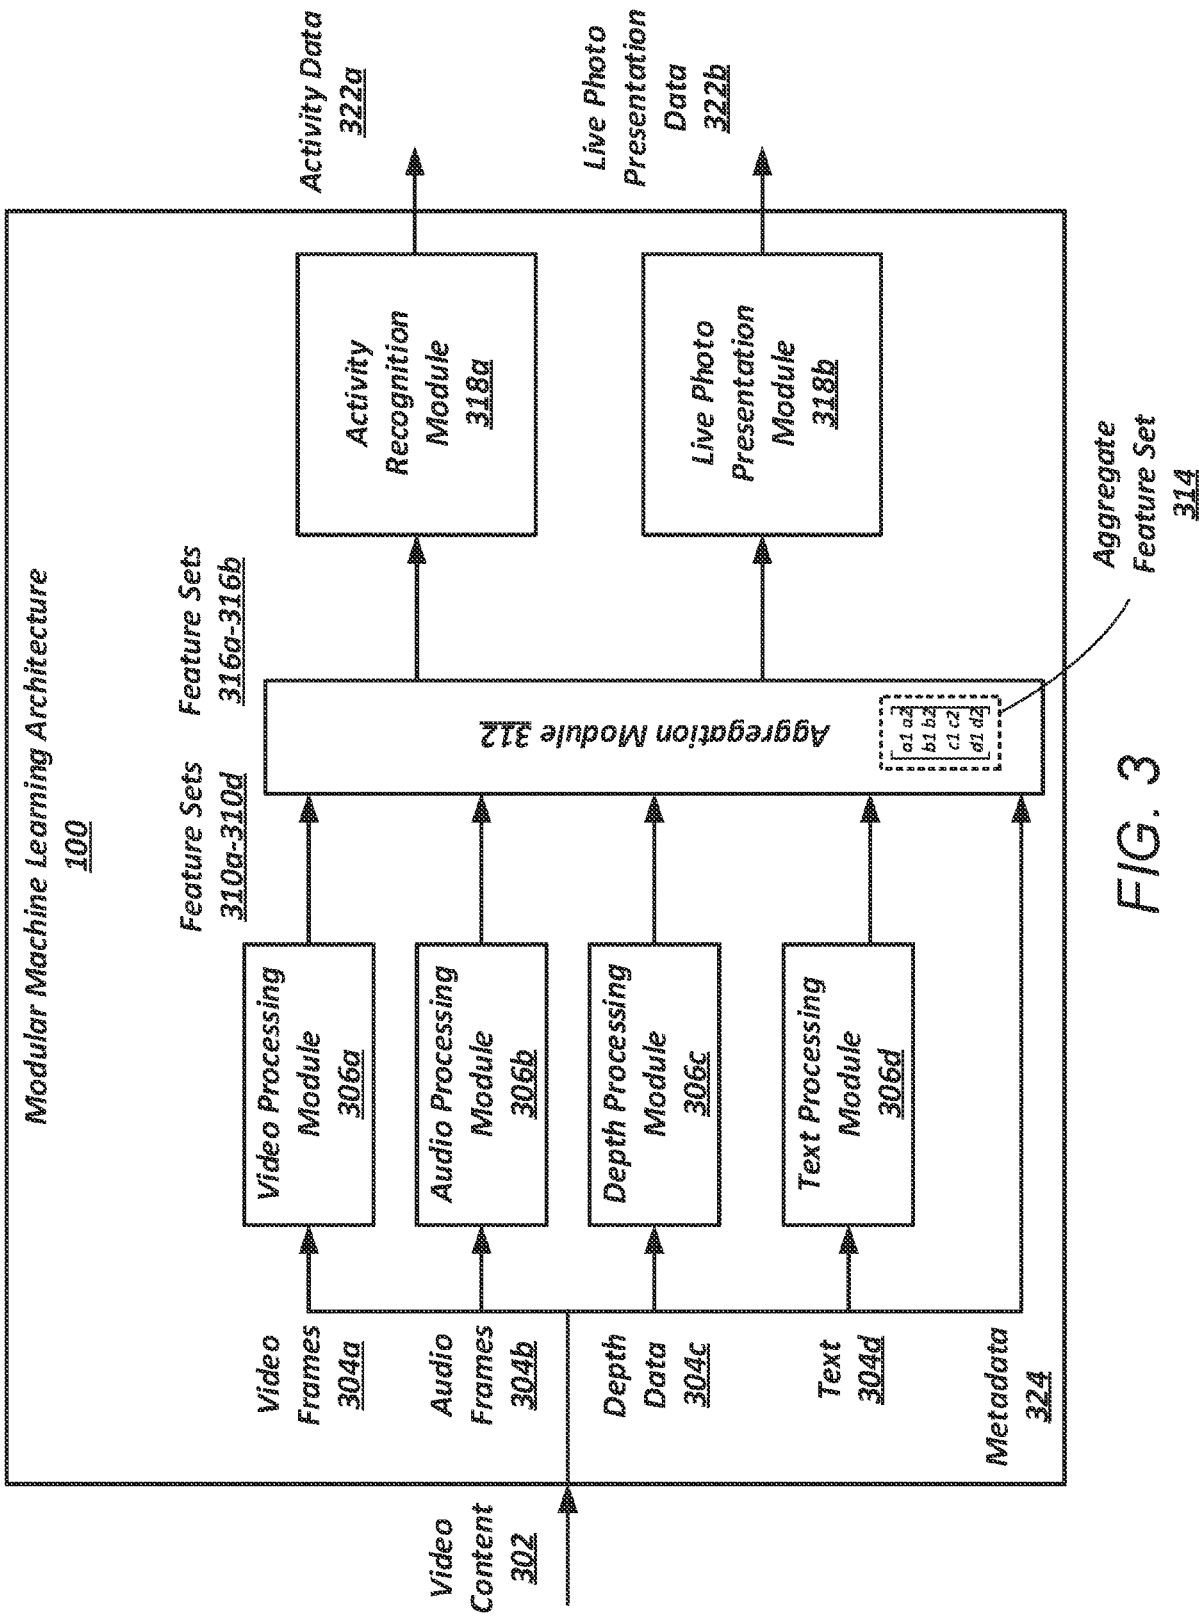 Modular Machine Learning Architecture
100
Video
Content
302
Video
Frames
304a
Audio
Frames
304b
Depth
Data
304c
Text
304d
Metadata
324
Video Processing
Module
306a
Audio Processing
Module
306b
Depth Processing
Module
306c
Text Processing
Module
306d
Feature Sets
310a-310d
Feature Sets
316a-316b
Aggregation Module 312
a1 a2
b1 b2
c1 c2
d1 d2
Aggregate
Feature Set
314
Activity
Recognition
Module
318a
Live Photo
Presentation
Module
318b
Activity Data
322a
Live Photo
Presentation
Data
322b
FIG. 3